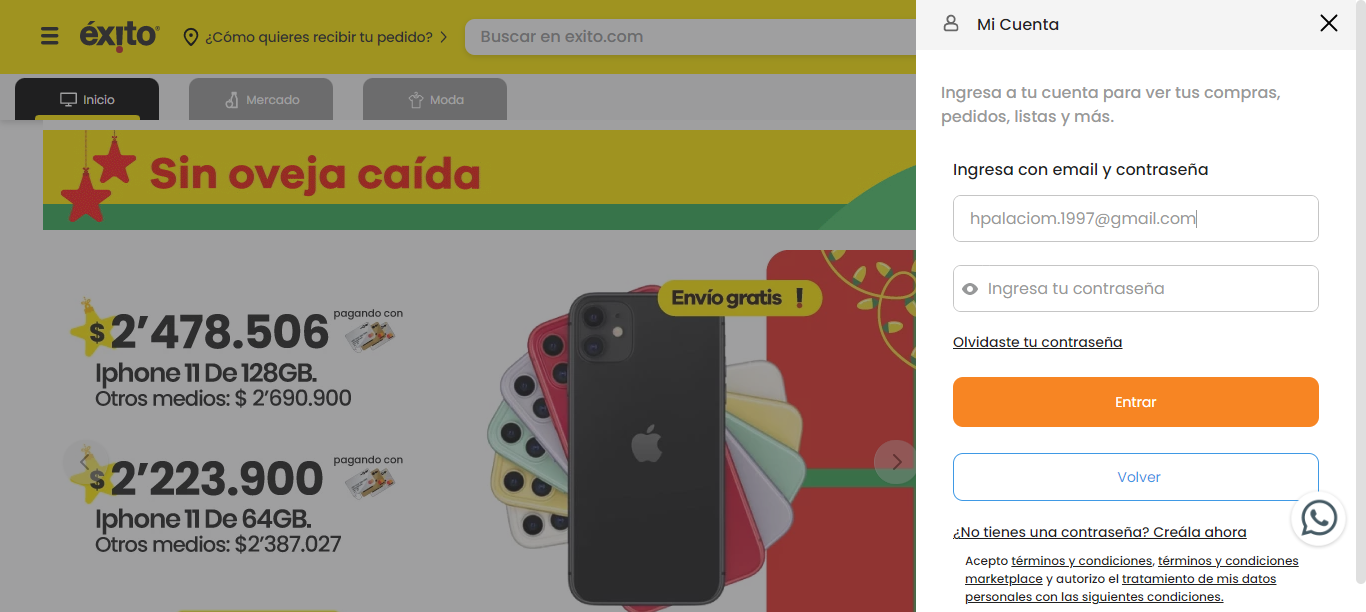 éxito
¿Cómo quieres recibir tu pedido?
Buscar en exito.com
Inicio
Mercado
Moda
Sin oveja caída
Envío gratis !
$ 2’478.506
pagando con
Iphone 11 De 128GB.
Otros medios: $ 2’690.900
$ 2’223.900
pagando con
Iphone 11 De 64GB.
Otros medios: $2’387.027
Mi Cuenta
Ingresa a tu cuenta para ver tus compras,
pedidos, listas y más.
Ingresa con email y contraseña
hpalaciom.1997@gmail.com
Ingresa tu contraseña
Olvidaste tu contraseña
Entrar
Volver
¿No tienes una contraseña? Creála ahora
Acepto términos y condiciones, términos y condiciones
marketplace y autorizo el tratamiento de mis datos
personales con las siguientes condiciones.